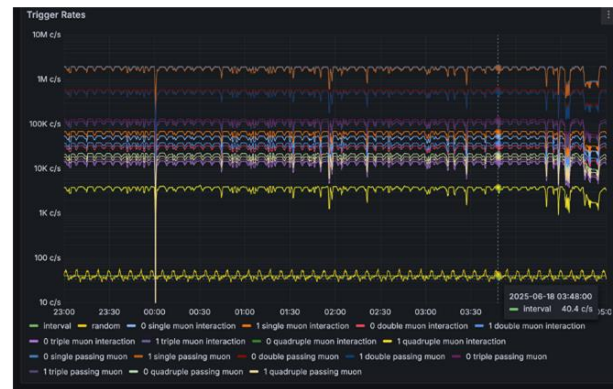 Trigger Rates
10M c/s
1M c/s
100K c/s
10K c/s
1K c/s
100 c/s
10 c/s
23:00 23:30 00:00 00:30 01:00 01:30 02:00 02:30 03:00 03:30 05:0
2025-06-18 03:48:00
interval 40.4 c/s
interval random 0 single muon interaction 1 single muon interaction 0 double muon interaction 1 double muon interaction
0 triple muon interaction 1 triple muon interaction 0 quadruple muon interaction 1 quadruple muon interaction
0 single passing muon 1 single passing muon 0 double passing muon 1 double passing muon 0 triple passing muon
1 triple passing muon 0 quadruple passing muon 1 quadruple passing muon